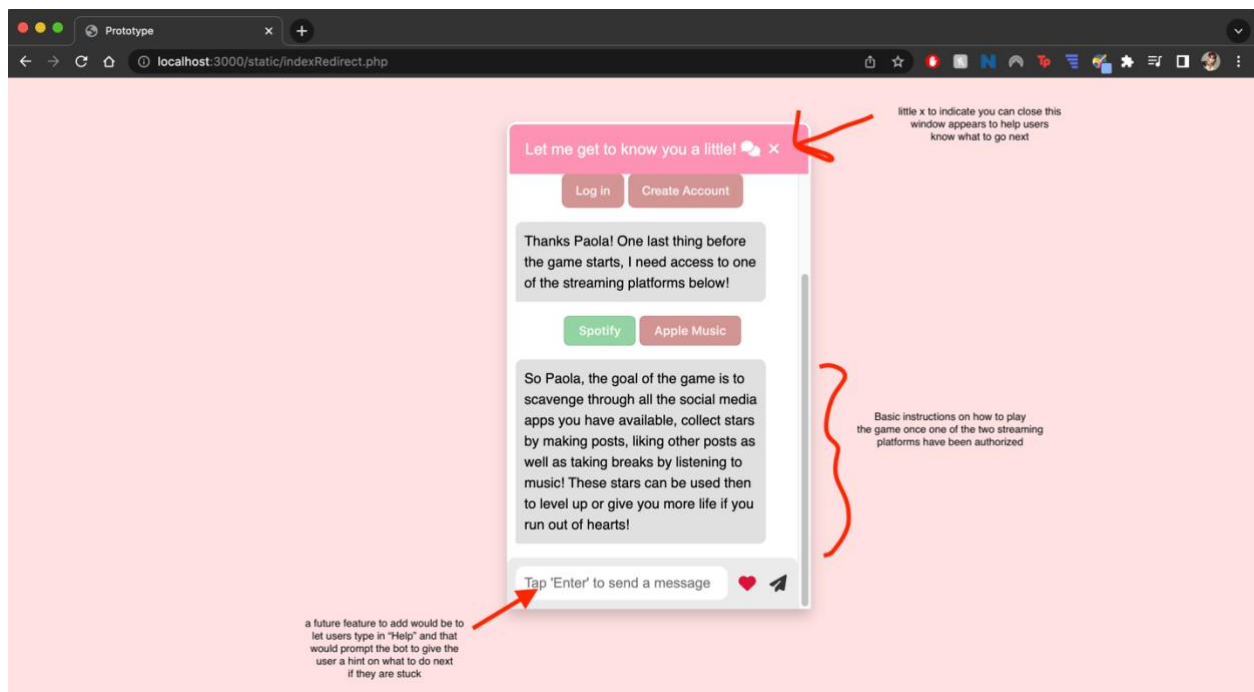 Prototype
localhost:3000/static/indexRedirect.php
little x to indicate you can close this
window appears to help users
know what to go next
Let me get to know you a little!
Log in
Create Account
Thanks Paola! One last thing before
the game starts, I need access to one
of the streaming platforms below!
Spotify
Apple Music
So Paola, the goal of the game is to
scavenge through all the social media
apps you have available, collect stars
by making posts, liking other posts as
well as taking breaks by listening to
music! These stars can be used then
to level up or give you more life if you
run out of hearts!
Basic instructions on how to play
the game once one of the two streaming
platforms have been authorized
Tap 'Enter' to send a message
a future feature to add would be to
let users type in “Help” and that
would prompt the bot to give the
user a hint on what to do next
if they are stuck